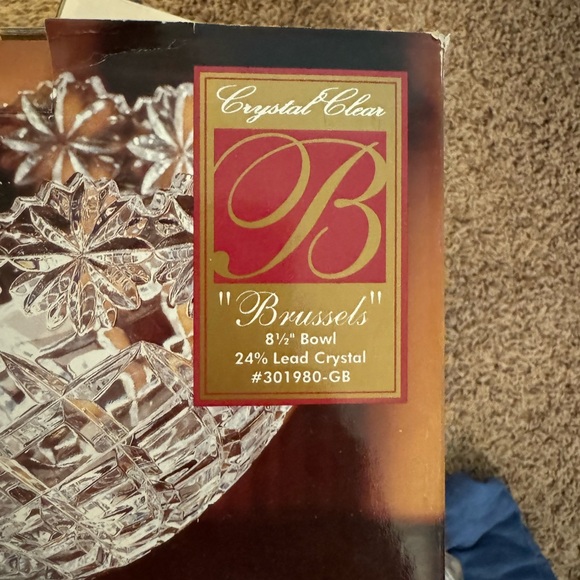 Crystal Clear
B
"Brussels"
8½" Bowl
24% Lead Crystal
#301980-GB